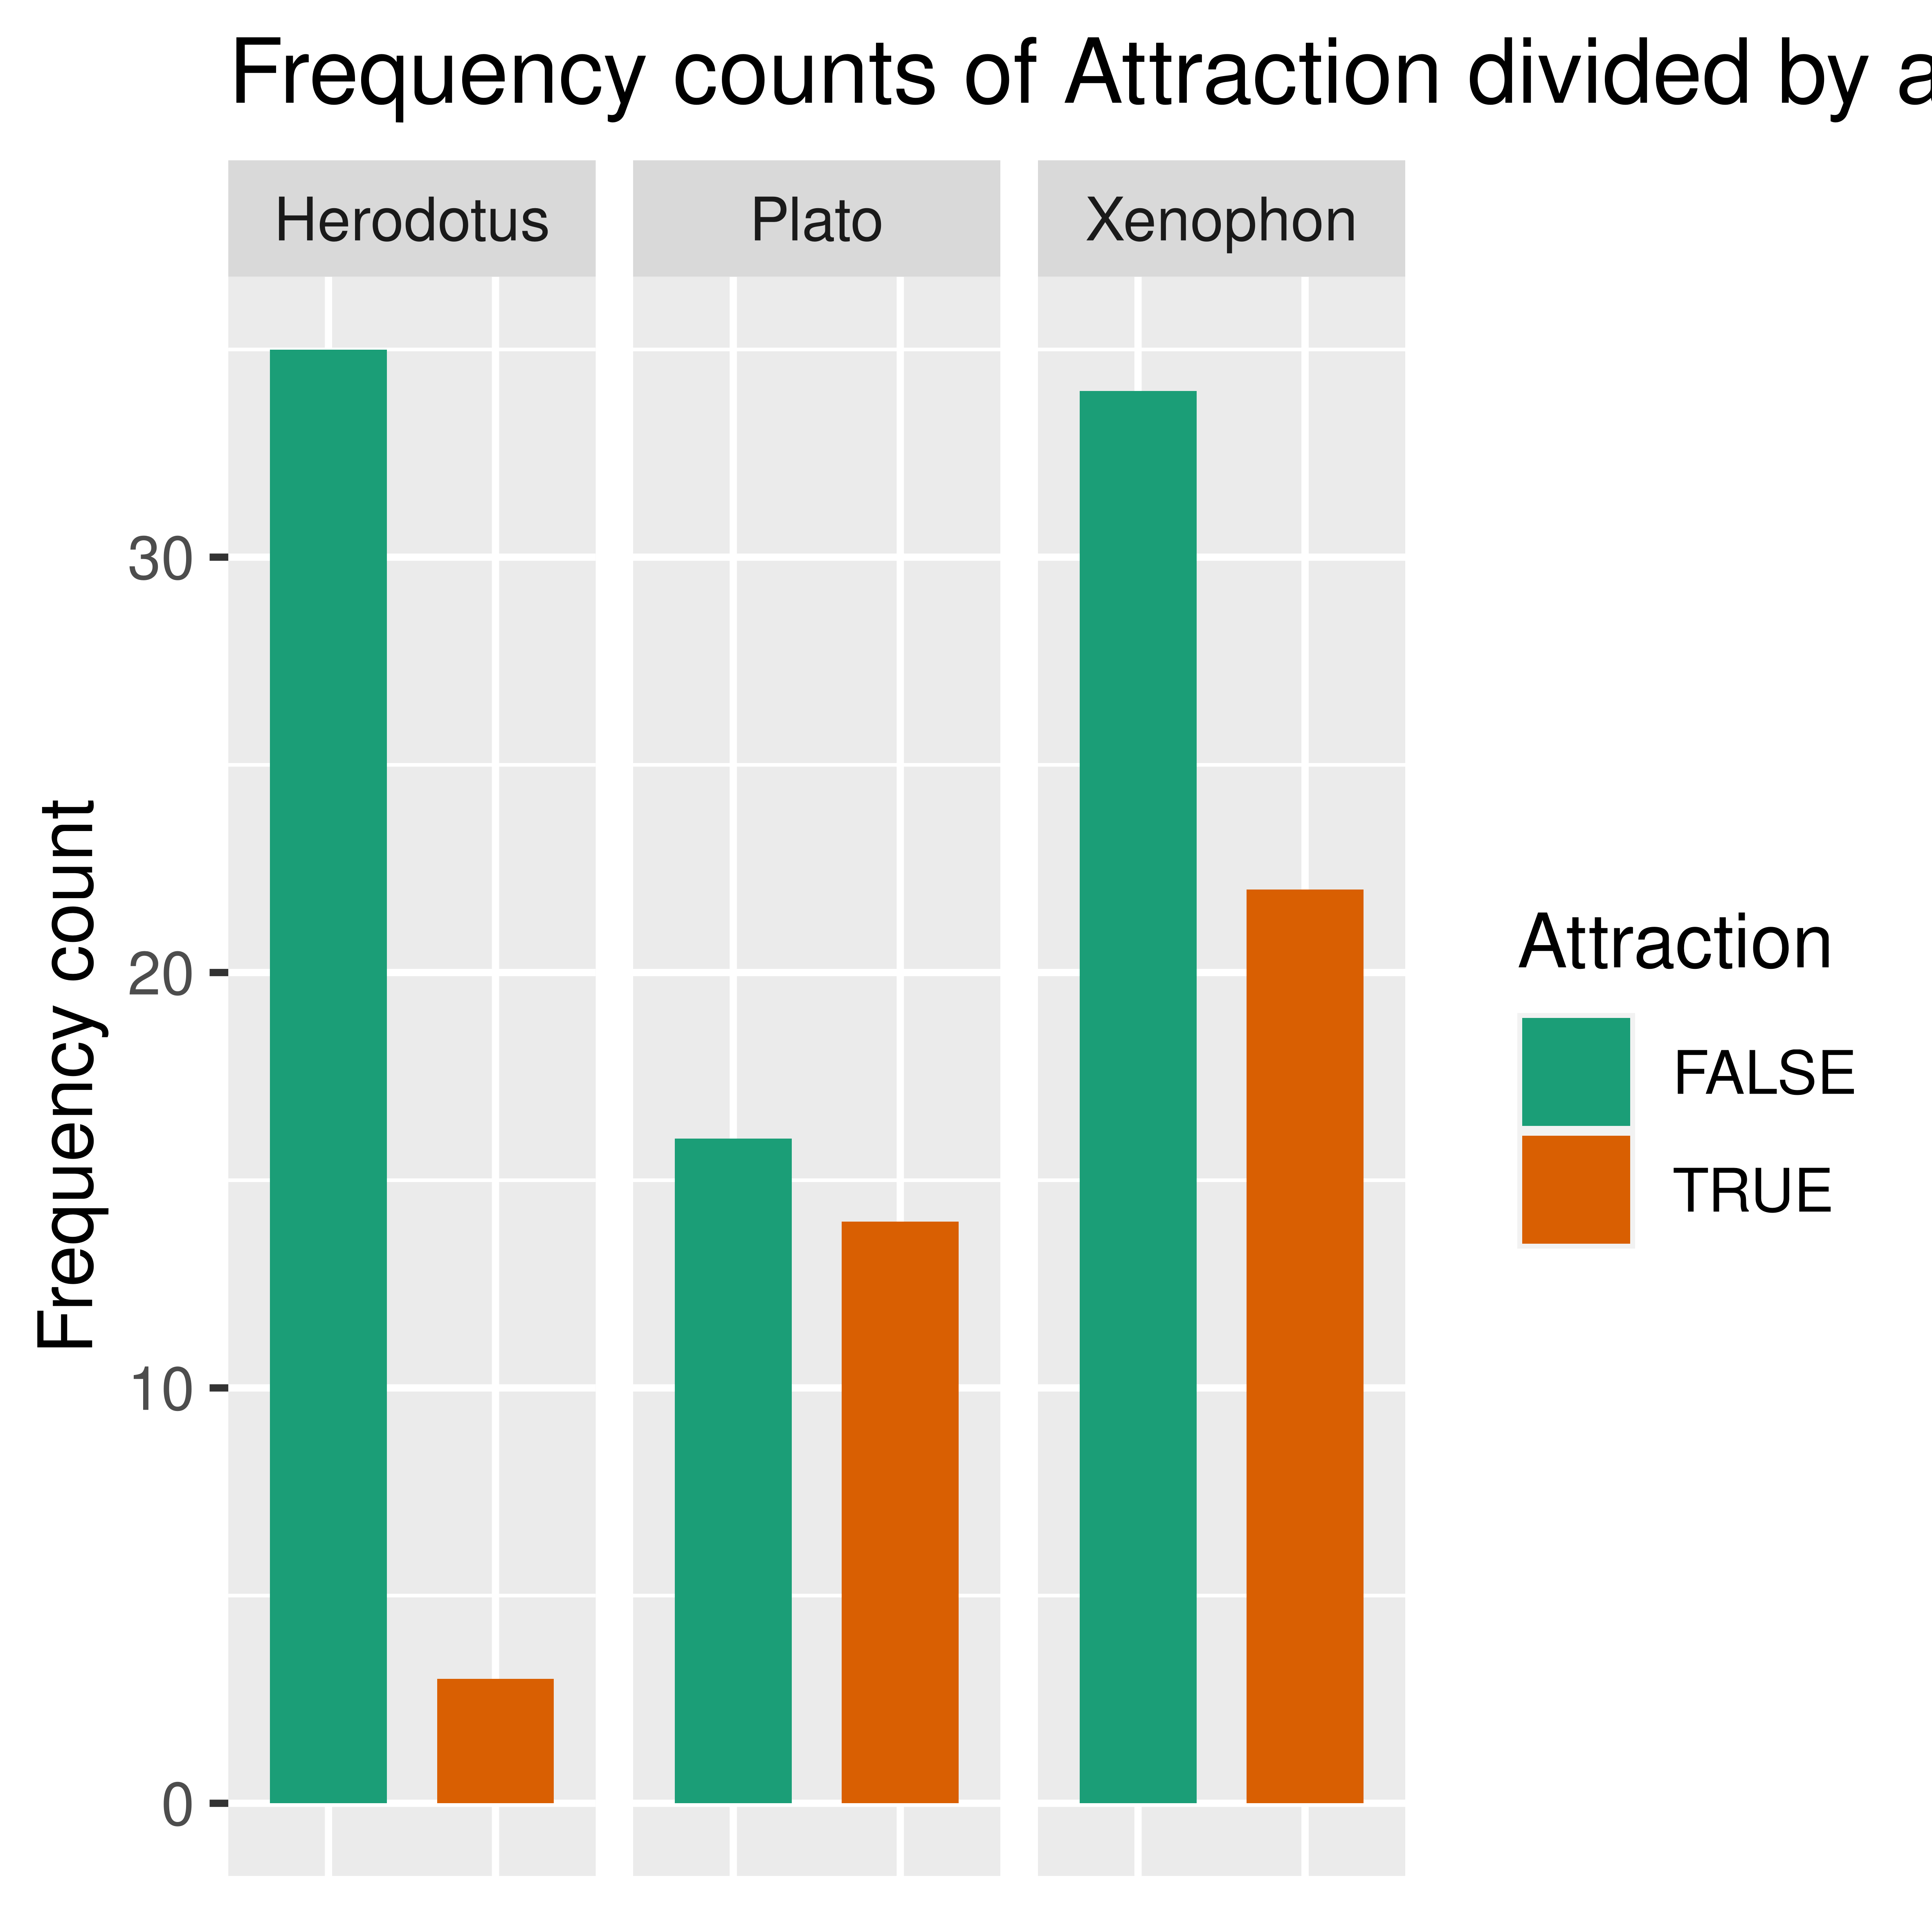 Frequency counts of Attraction divided by
Herodotus Plato Xenophon
30
20
10
0
Frequency count
Attraction
FALSE
TRUE